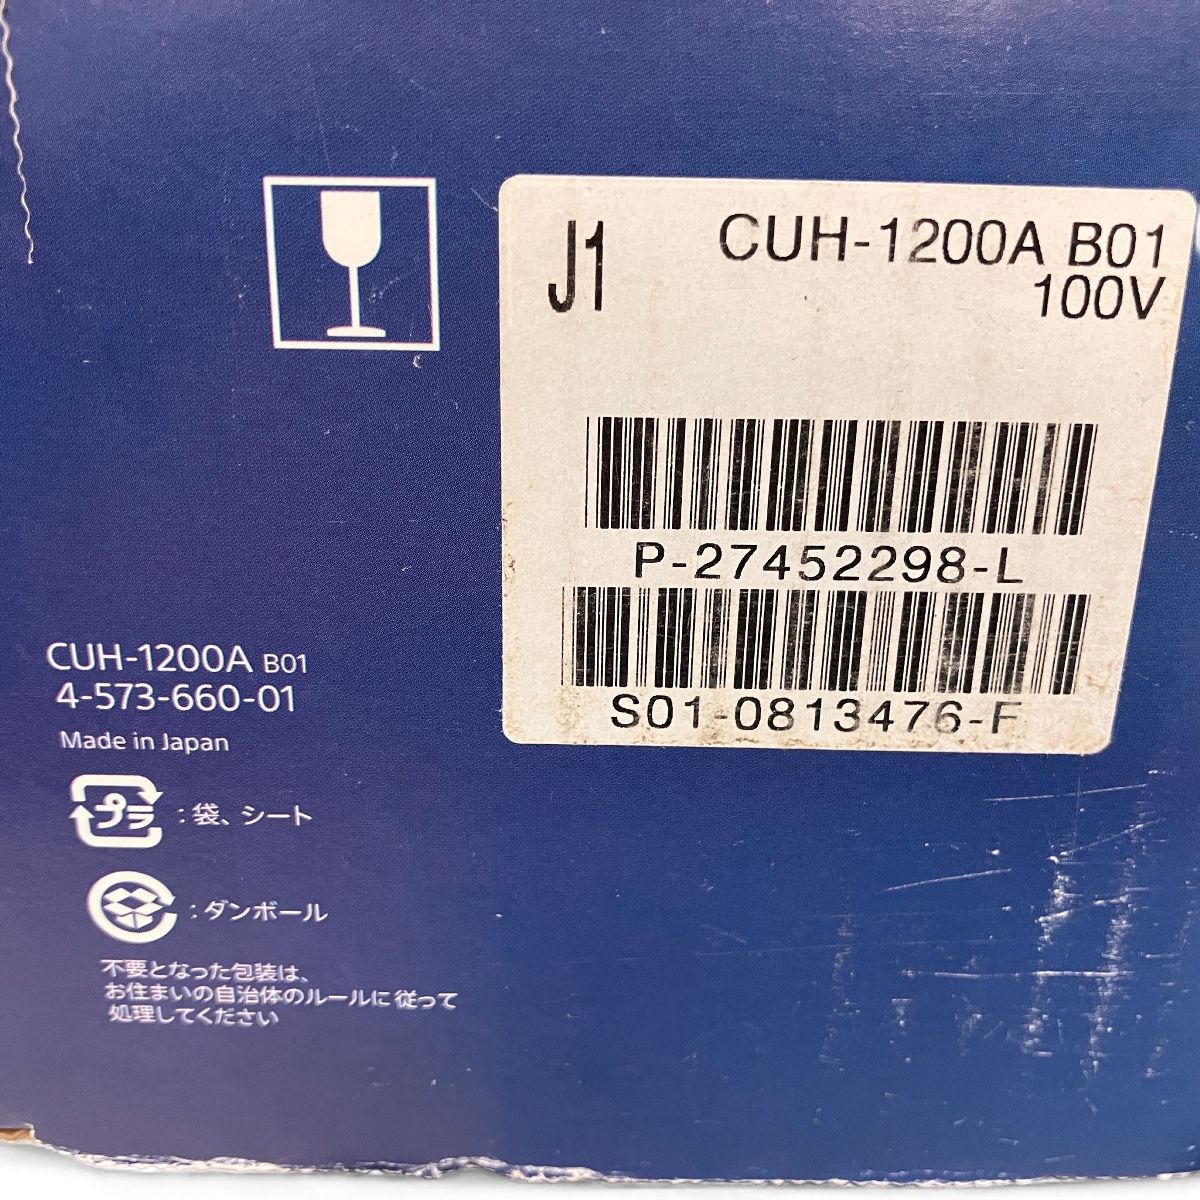 J1
CUH-1200A B01
100V
P-27452298-L
S01-0813476-F
CUH-1200A B01
4-573-660-01
Made in Japan
プラ :袋、シート
:ダンボール
不要となった包装は、
お住まいの自治体のルールに従って
処理してください